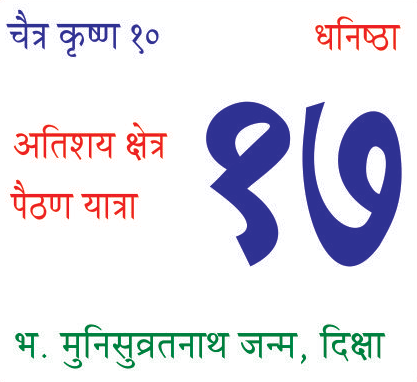 चैत्र कृष्ण १० धनिष्ठा
अतिशय क्षेत्र
पैठण यात्रा
१७
भ. मुनिसुव्रतनाथ जन्म, दिक्षा